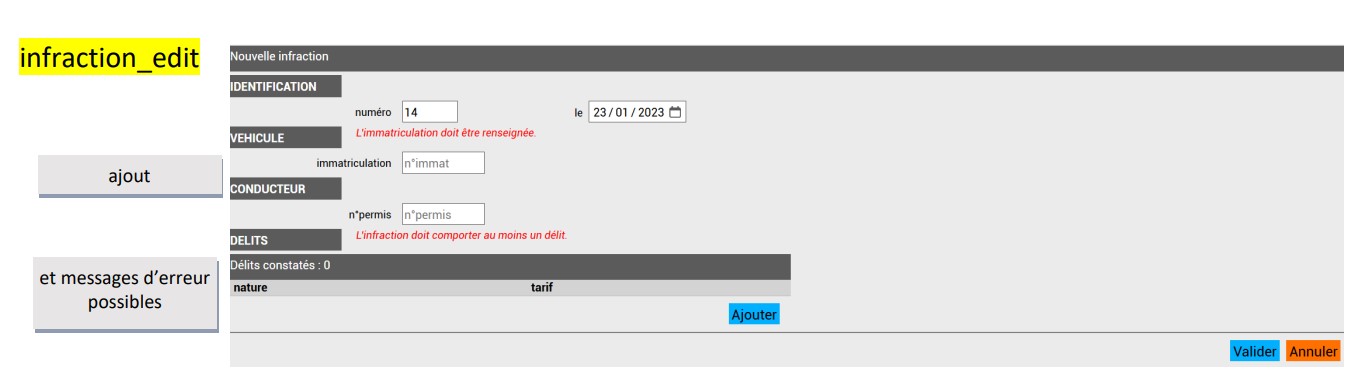 infraction_edit
Nouvelle infraction
IDENTIFICATION
numéro 14 le 23/01/2023
VEHICULE L'immatriculation doit être renseignée.
immatriculation n°immat
ajout
CONDUCTEUR
n°permis n°permis
DELITS L'infraction doit comporter au moins un délit.
et messages d'erreur
possibles
Délits constatés : 0
nature tarif
Ajouter
Valider Annuler